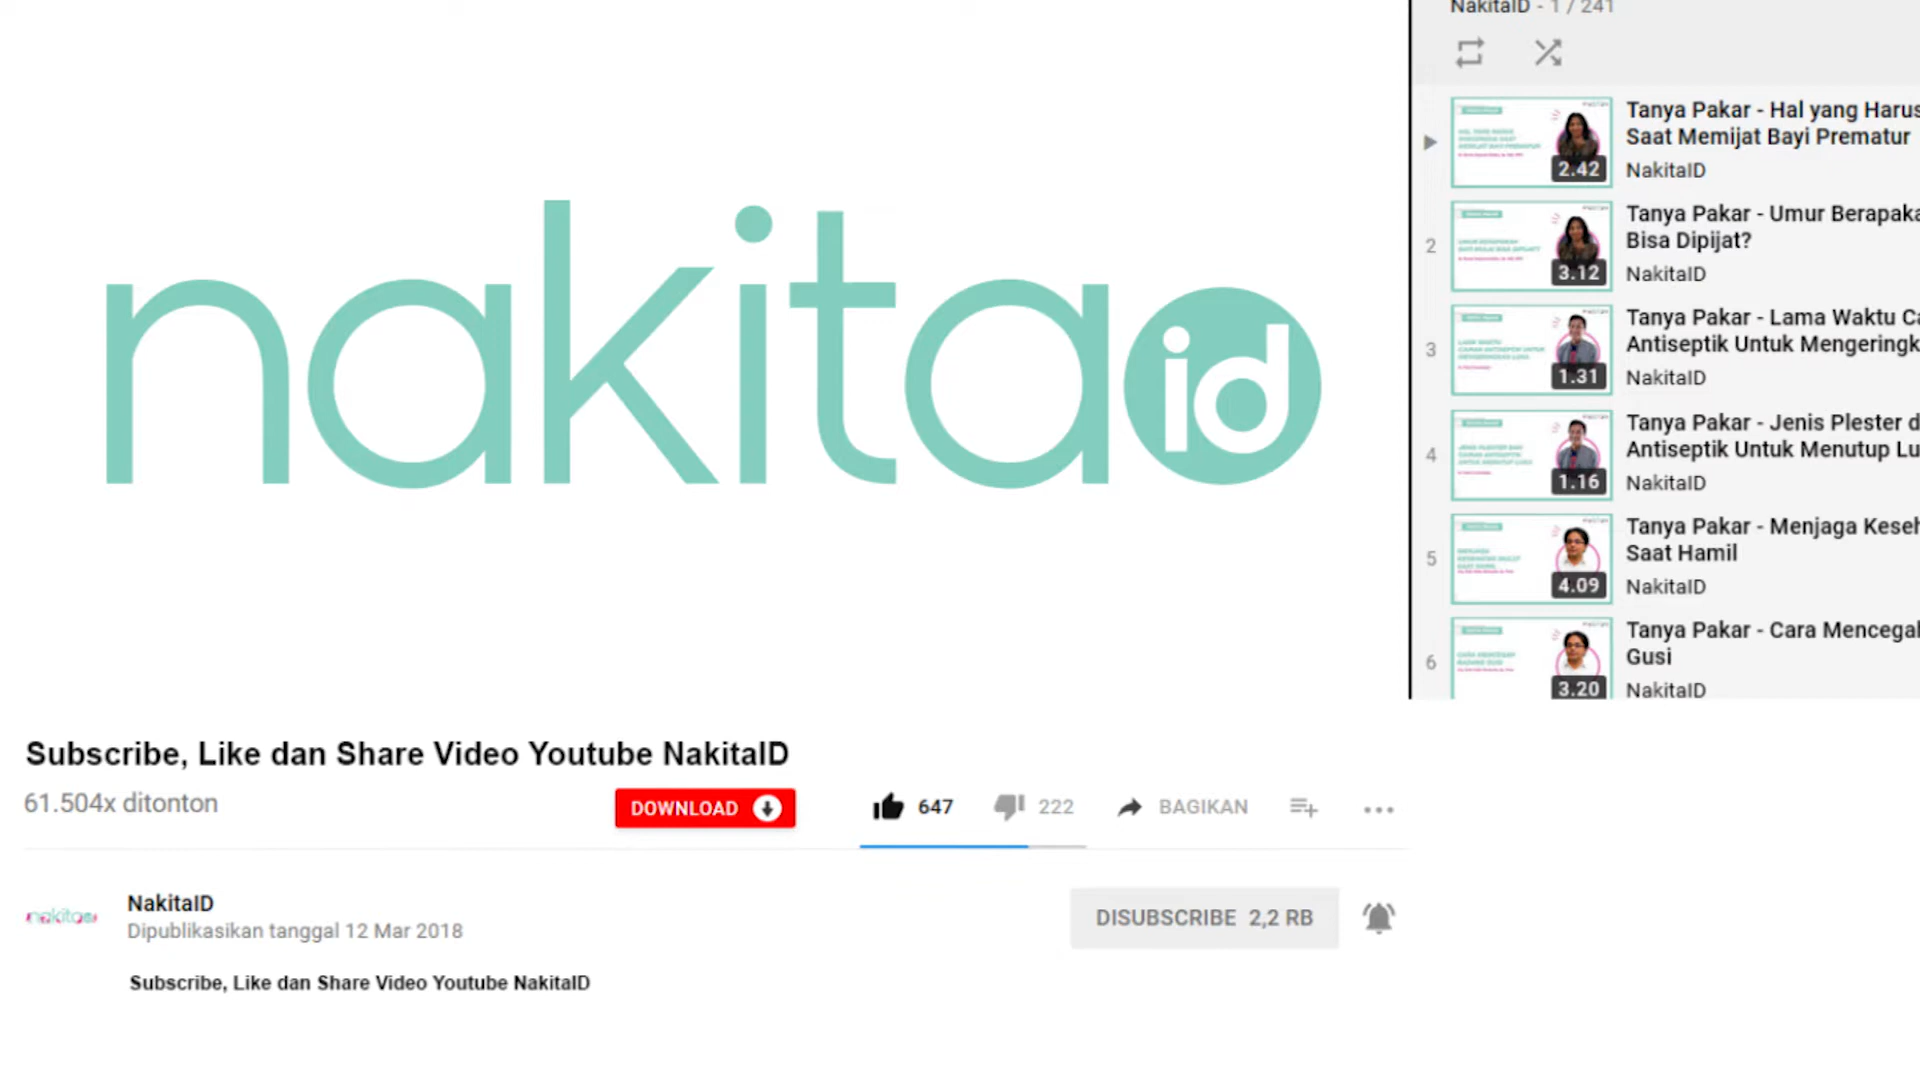 nakita id
NakitaID - 1 / 241
Tanya Pakar - Hal yang Harus
Saat Memijat Bayi Prematur
2.42
NakitaID
2
Tanya Pakar - Umur Berapaka
Bisa Dipijat?
3.12
NakitaID
3
Tanya Pakar - Lama Waktu Ca
Antiseptik Untuk Mengeringk
1.31
NakitaID
4
Tanya Pakar - Jenis Plester d
Antiseptik Untuk Menutup Lu
1.16
NakitaID
5
Tanya Pakar - Menjaga Keseh
Saat Hamil
4.09
NakitaID
6
Tanya Pakar - Cara Mencegal
Gusi
3.20
NakitaID
Subscribe, Like dan Share Video Youtube NakitaID
61.504x ditonton
DOWNLOAD
647
222
BAGIKAN
nakita
NakitaID
Dipublikasikan tanggal 12 Mar 2018
DISUBSCRIBE 2,2 RB
Subscribe, Like dan Share Video Youtube NakitaID